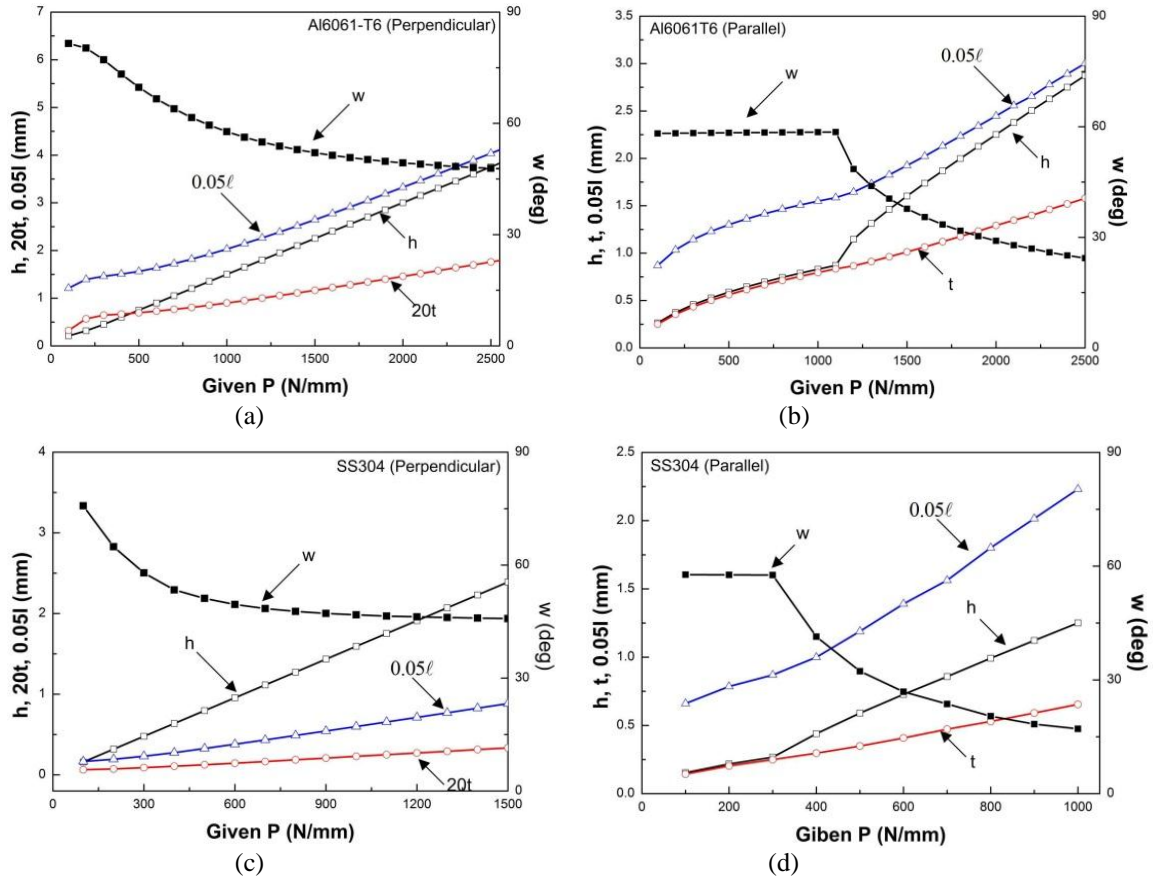 Al6061-T6 (Perpendicular)
h, 20t, 0.05l (mm)
7
6
5
4
3
2
1
0
w
0.05ℓ
h
20t
90
60
30
0
w (deg)
500 1000 1500 2000 2500
Given P (N/mm)
(a)
Al6061T6 (Parallel)
h, t, 0.05l (mm)
3.5
3.0
2.5
2.0
1.5
1.0
0.5
0.0
w
0.05ℓ
h
t
90
60
30
0
w (deg)
0 500 1000 1500 2000 2500
Given P (N/mm)
(b)
SS304 (Perpendicular)
h, 20t, 0.05l (mm)
4
3
2
1
0
w
h
0.05ℓ
20t
90
60
30
0
w (deg)
0 300 600 900 1200 1500
Given P (N/mm)
(c)
SS304 (Parallel)
h, t, 0.05l (mm)
2.5
2.0
1.5
1.0
0.5
0.0
w
0.05ℓ
h
t
90
60
30
0
w (deg)
0 200 400 600 800 1000
Giben P (N/mm)
(d)